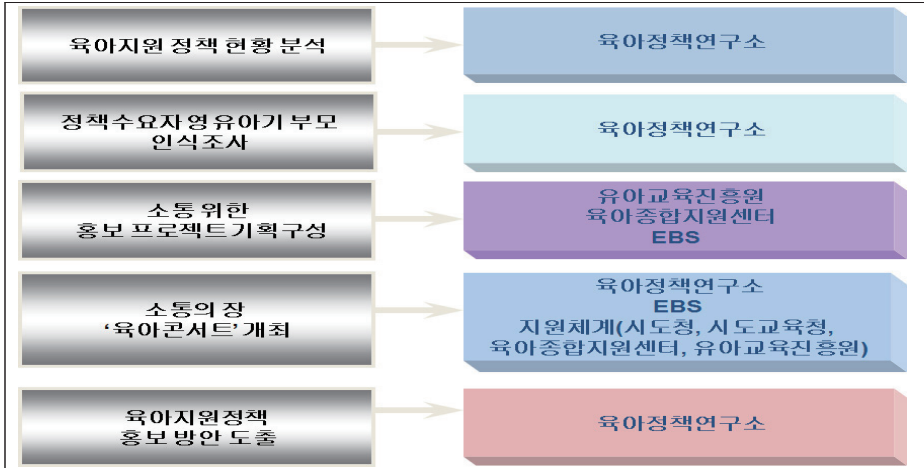 육아지원 정책 현황 분석
육아정책연구소
정책수요자 영유아기 부모
인식조사
육아정책연구소
소통 위한
홍보 프로젝트 기획구성
유아교육진흥원
육아종합지원센터
EBS
소통의 장
‘육아콘서트’ 개최
육아정책연구소
EBS
지원체계(시도청, 시도교육청,
육아종합지원센터, 유아교육진흥원)
육아지원정책
홍보 방안 도출
육아정책연구소